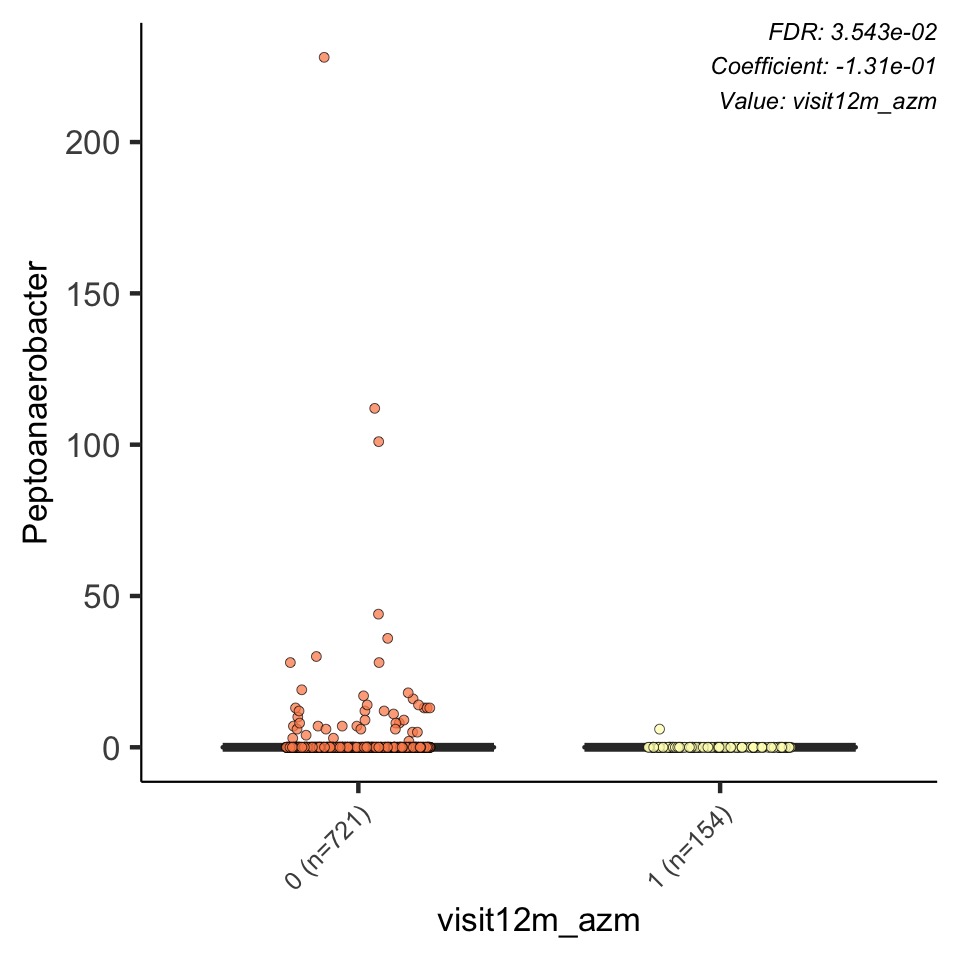 FDR: 3.543e-02
Coefficient: -1.31e-01
Value: visit12m_azm
200
150
100
50
0
Peptoanaerobacter
0 (n=721)
1 (n=154)
visit12m_azm